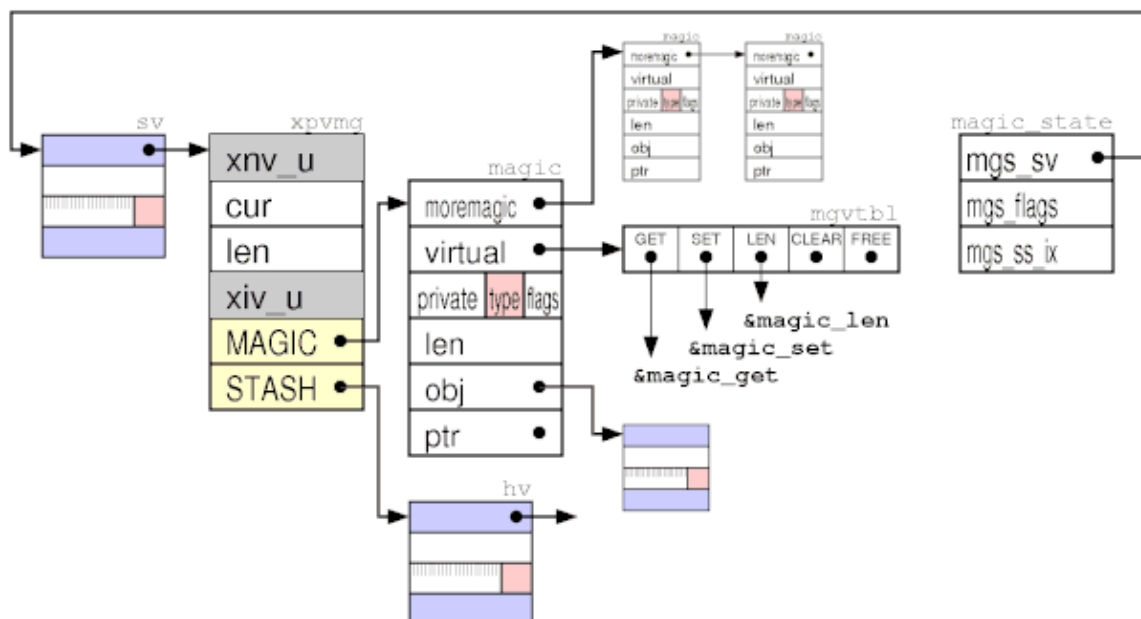 magic
moremagic
virtual
private type flags
len
obj
ptr
magic
moremagic
virtual
private type flags
len
obj
ptr
sv
xpvmg
xnv_u
cur
len
xiv_u
MAGIC
STASH
magic
moremagic
virtual
private type flags
len
obj
ptr
mgvtbl
GET SET LEN CLEAR FREE
&magic_len
&magic_set
&magic_get
magic_state
mgs_sv
mgs_flags
mgs_ss_ix
hv